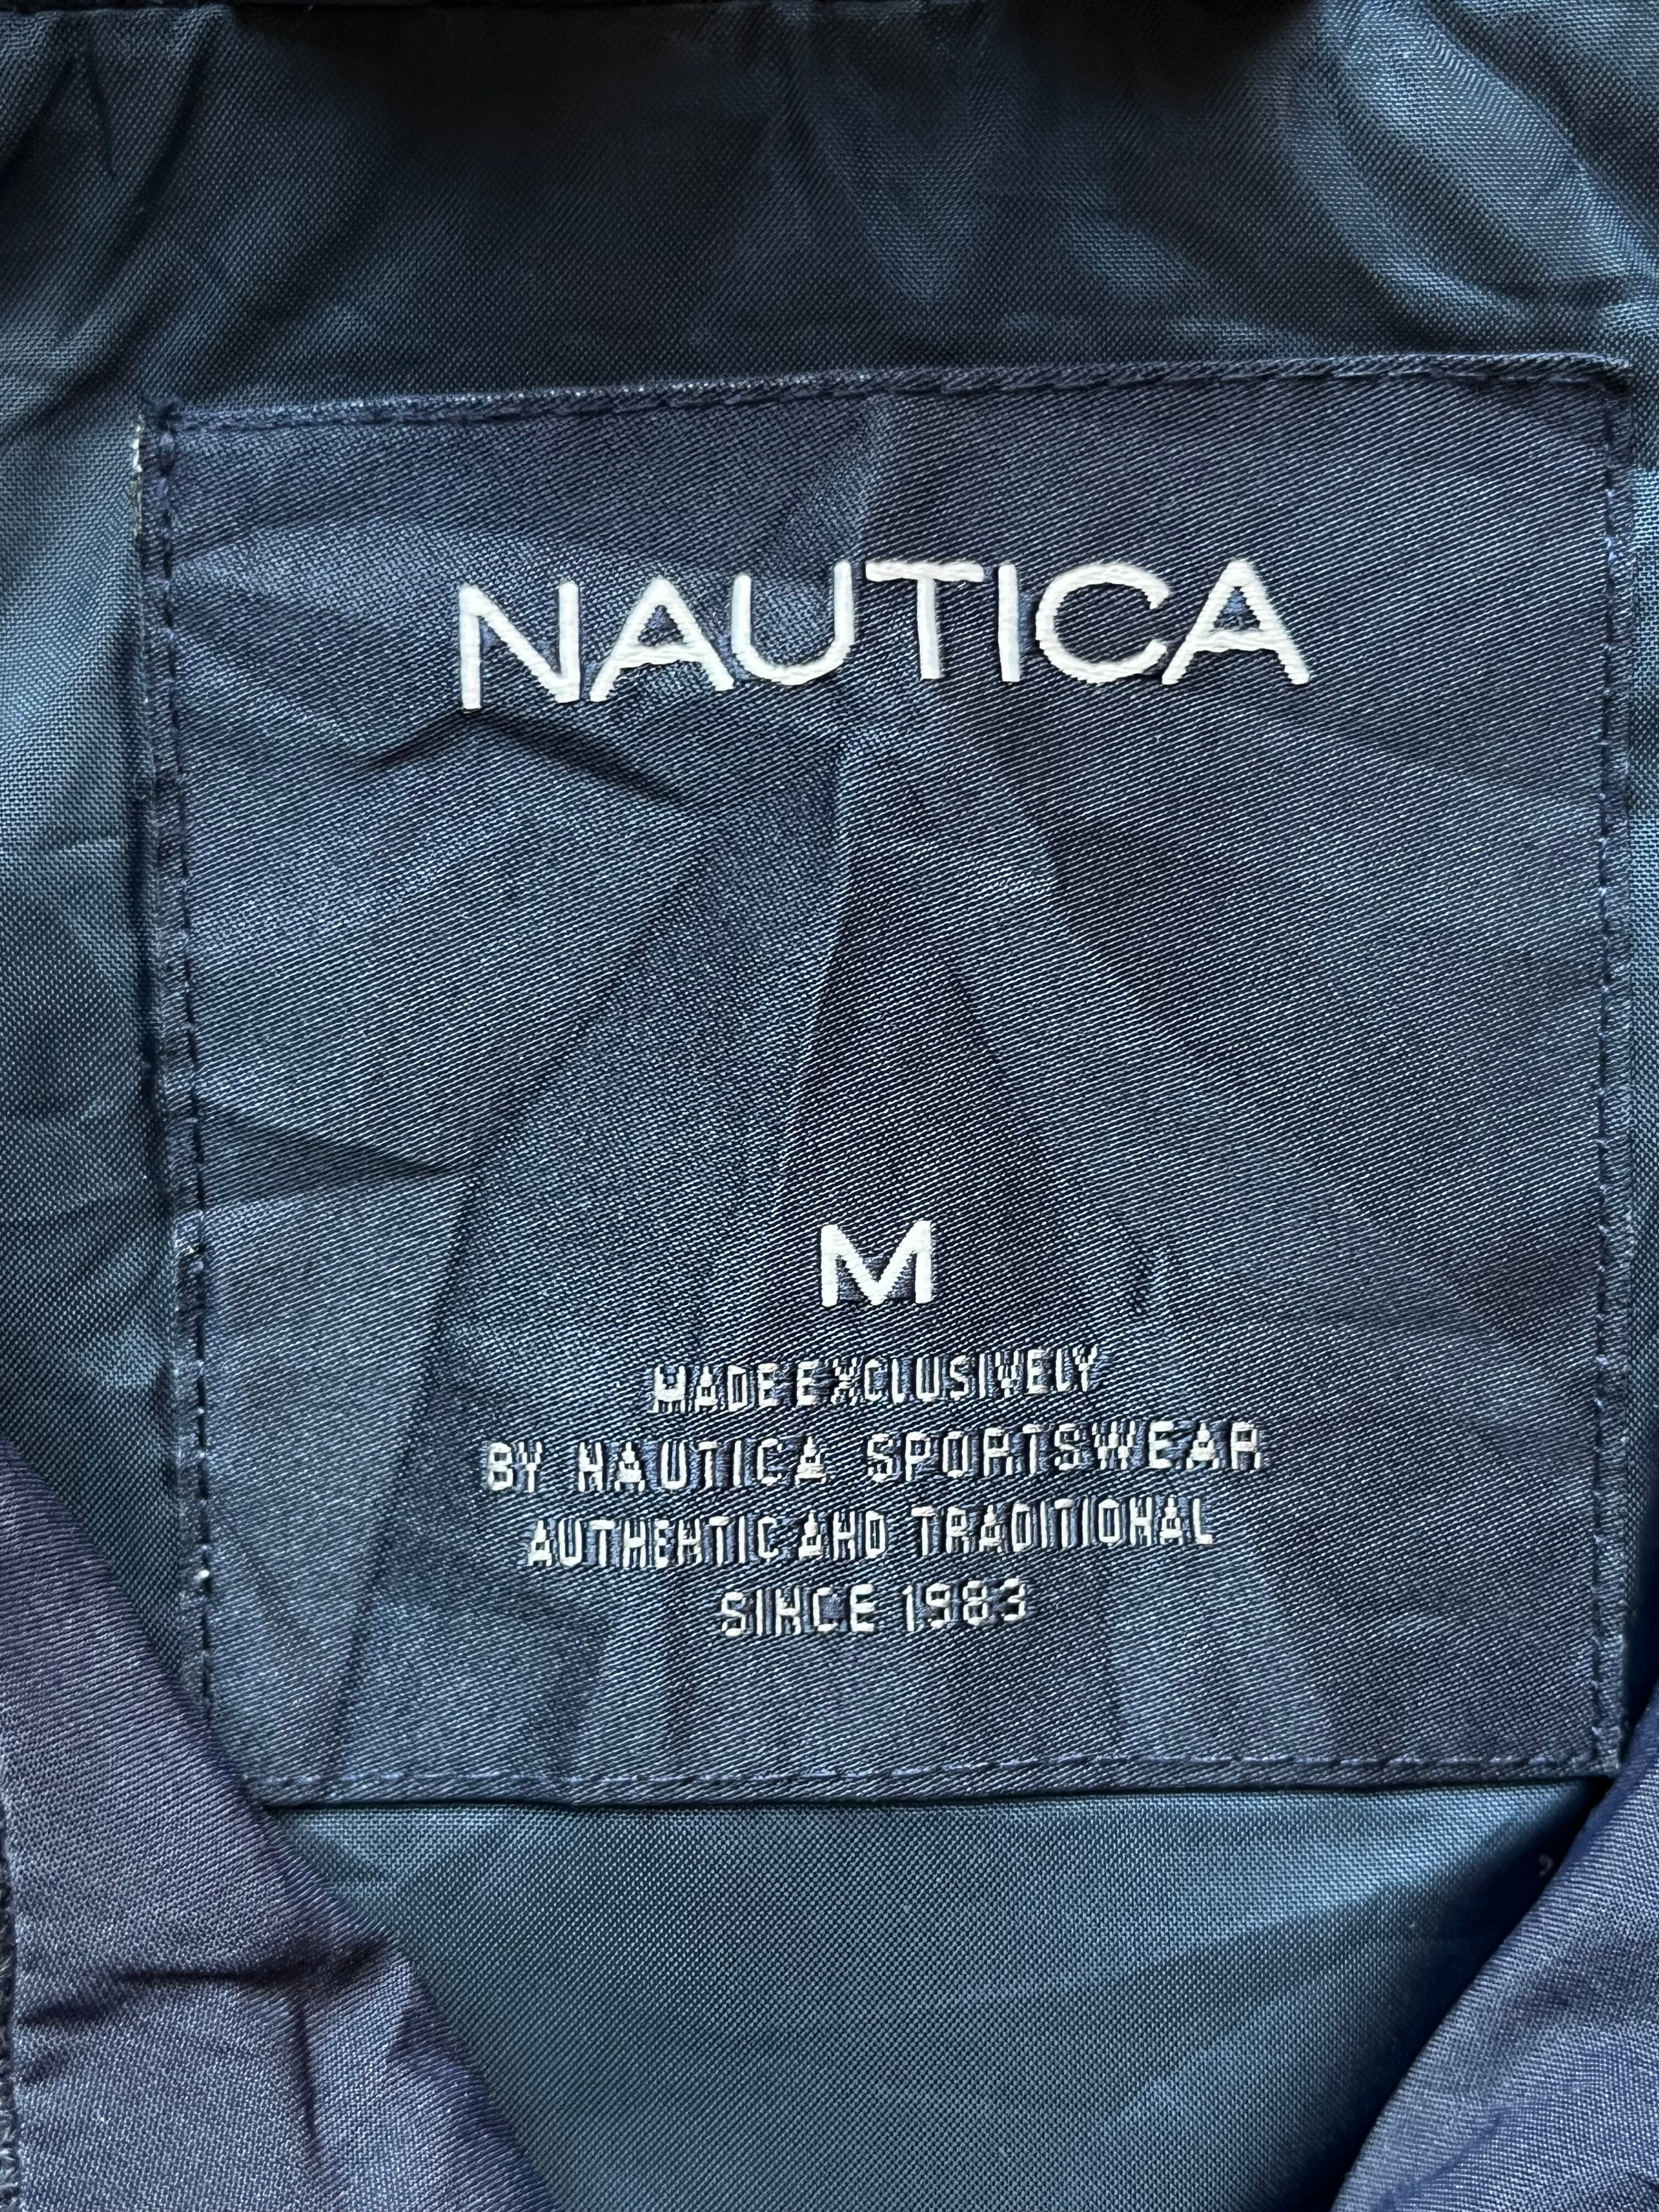 NAUTICA
M
MADE EXCLUSIVELY
BY NAUTICA SPORTSWEAR
AUTHENTIC AND TRADITIONAL
SINCE 1983